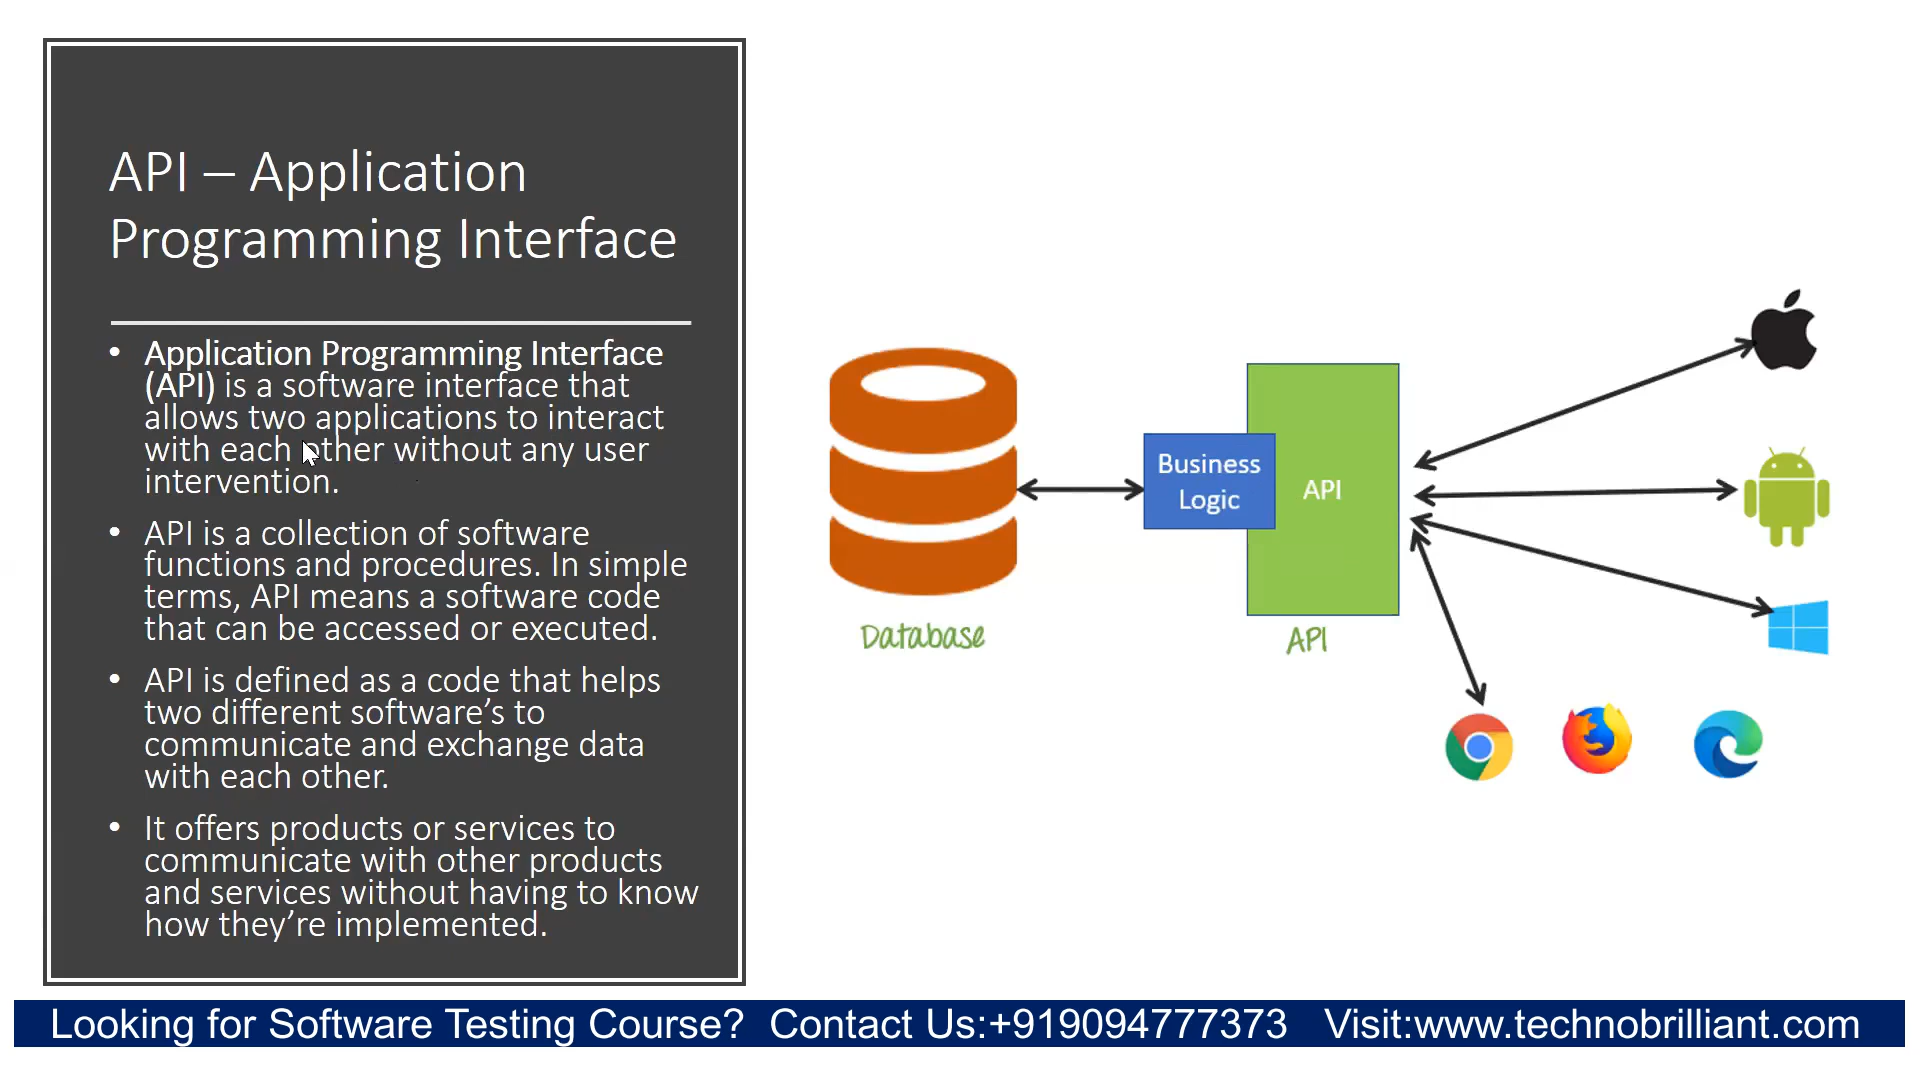 API – Application
Programming Interface
• Application Programming Interface
(API) is a software interface that
allows two applications to interact
with each other without any user
intervention.
• API is a collection of software
functions and procedures. In simple
terms, API means a software code
that can be accessed or executed.
• API is defined as a code that helps
two different software’s to
communicate and exchange data
with each other.
• It offers products or services to
communicate with other products
and services without having to know
how they’re implemented.
Business
Logic
API
Database
API
Looking for Software Testing Course? Contact Us:+919094777373 Visit:www.technobrilliant.com